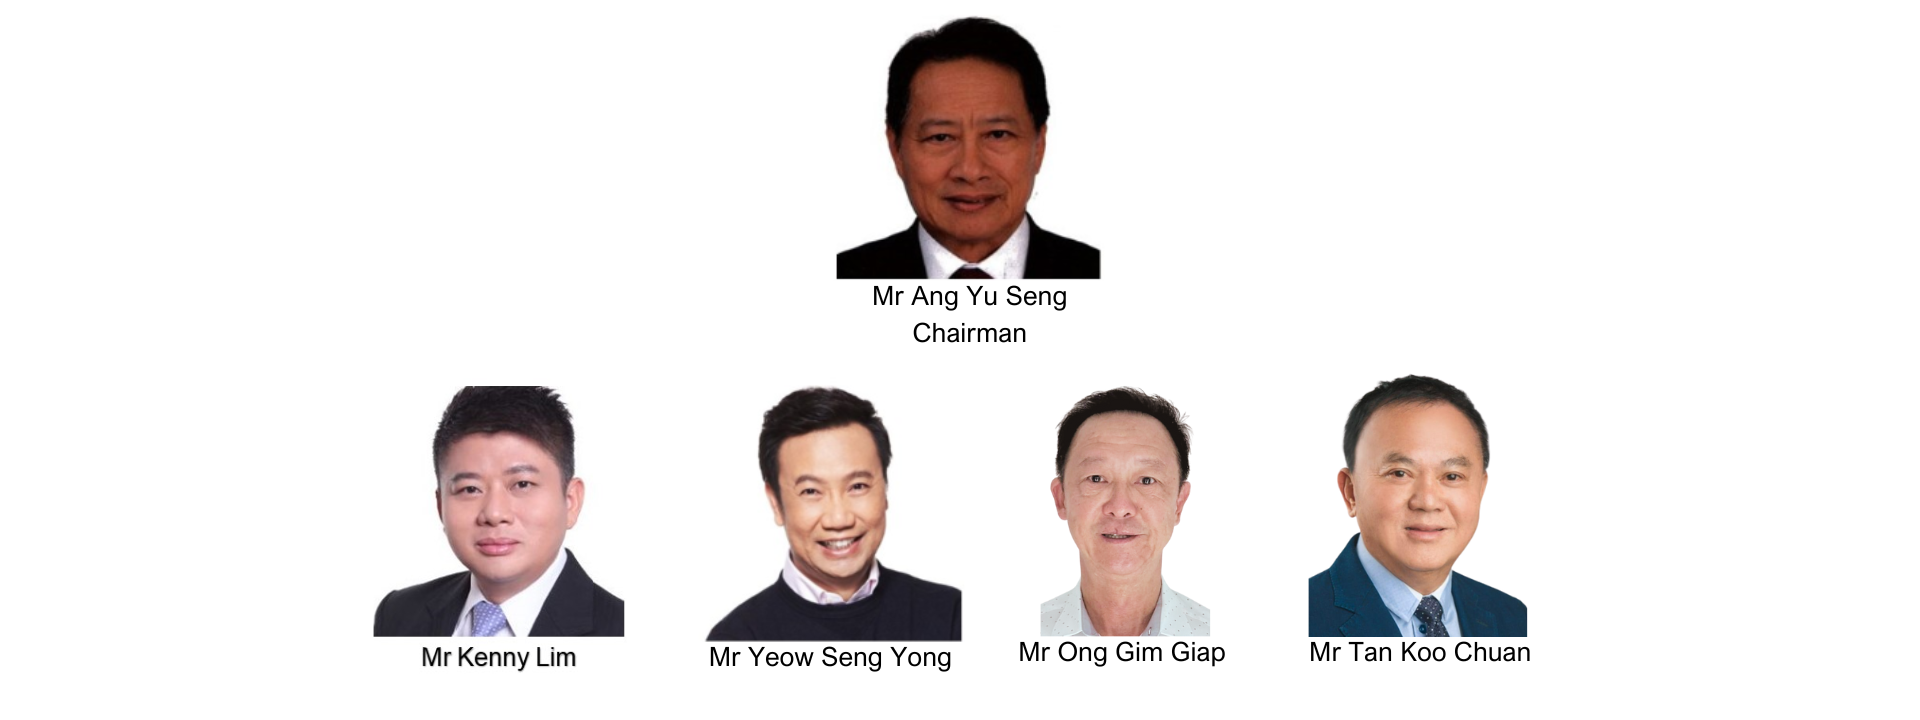 Mr Ang Yu Seng
Chairman
Mr Kenny Lim
Mr Yeow Seng Yong
Mr Ong Gim Giap
Mr Tan Koo Chuan